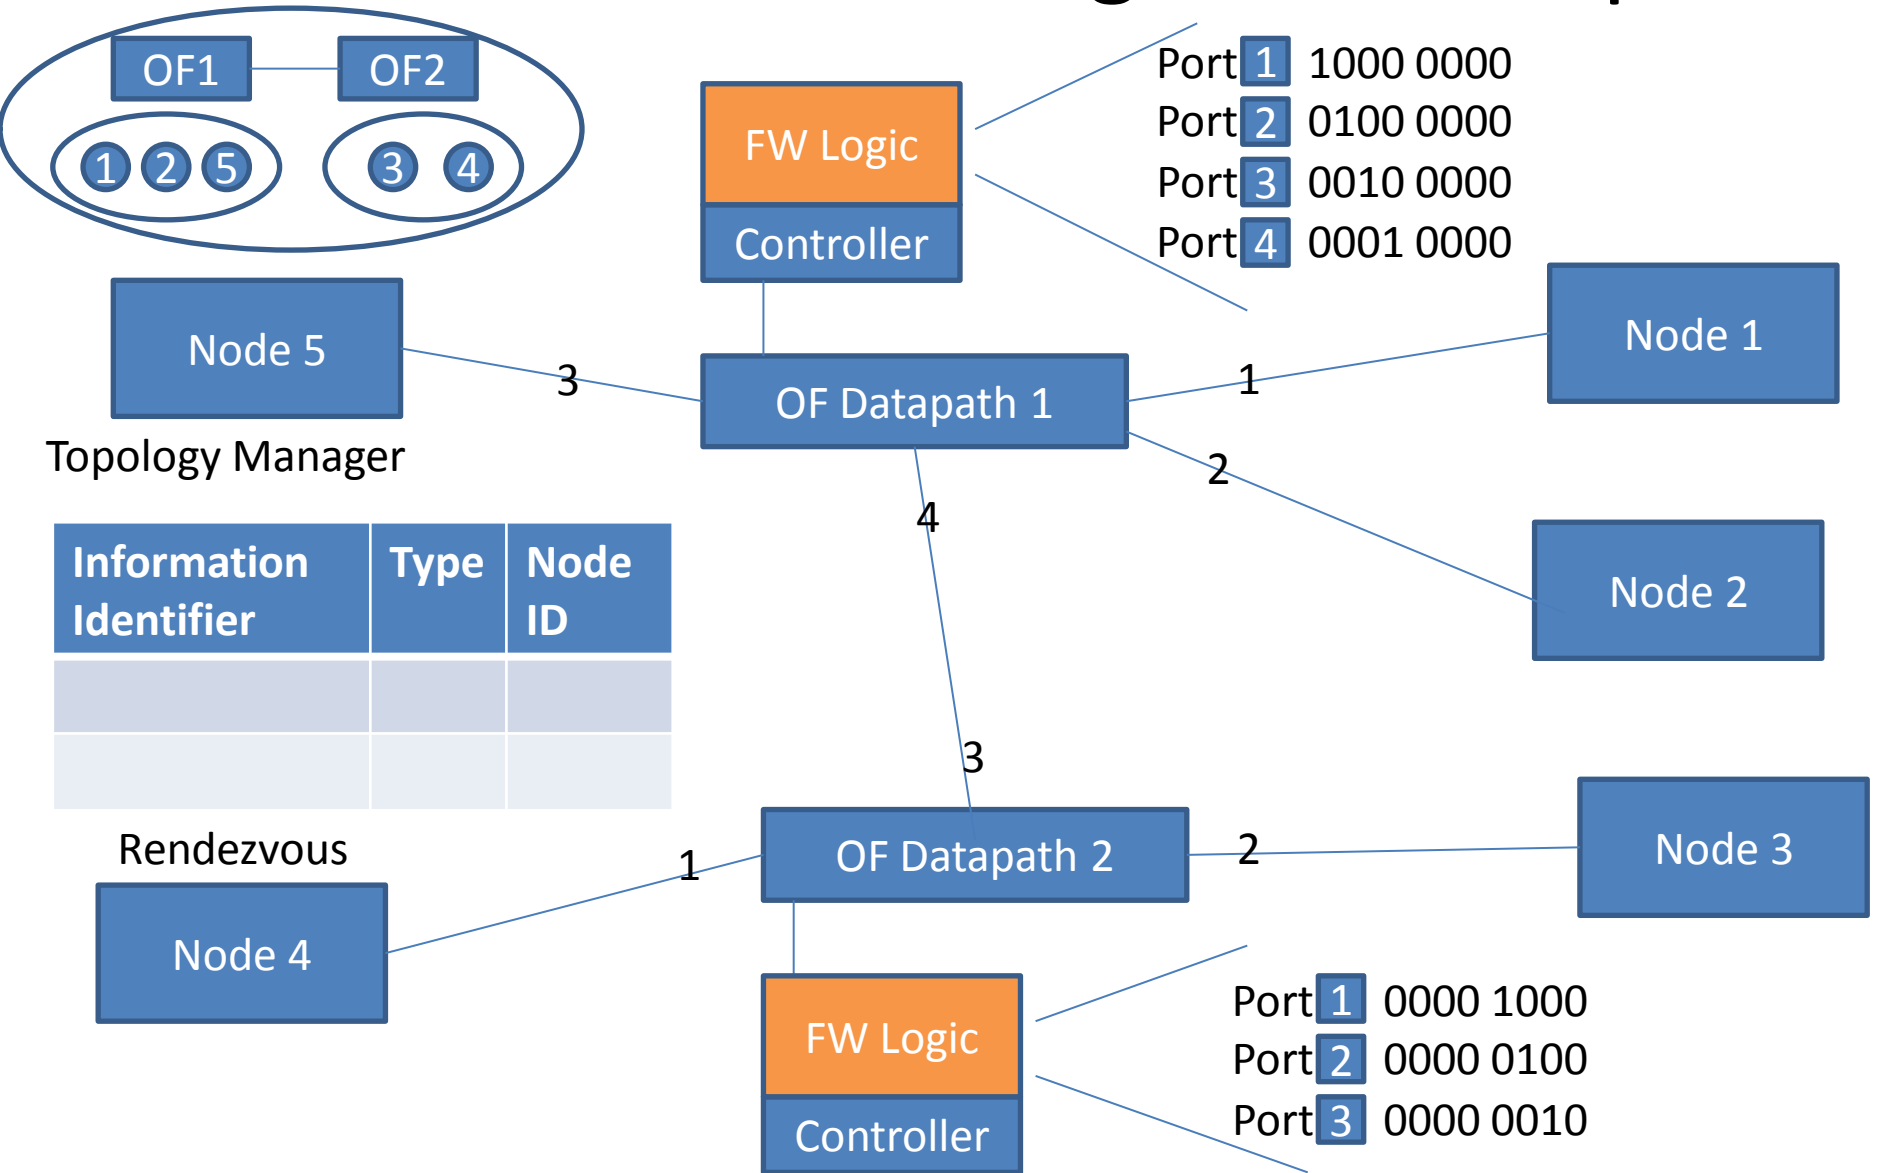 OF1
OF2
1 2 5
3 4
FW Logic
Controller
Port 1 1000 0000
Port 2 0100 0000
Port 3 0010 0000
Port 4 0001 0000
Node 5
Topology Manager
3
OF Datapath 1
1
Node 1
2
Node 2
4
Information Identifier
Type
Node ID
3
Rendezvous
Node 4
1
OF Datapath 2
2
Node 3
FW Logic
Controller
Port 1 0000 1000
Port 2 0000 0100
Port 3 0000 0010